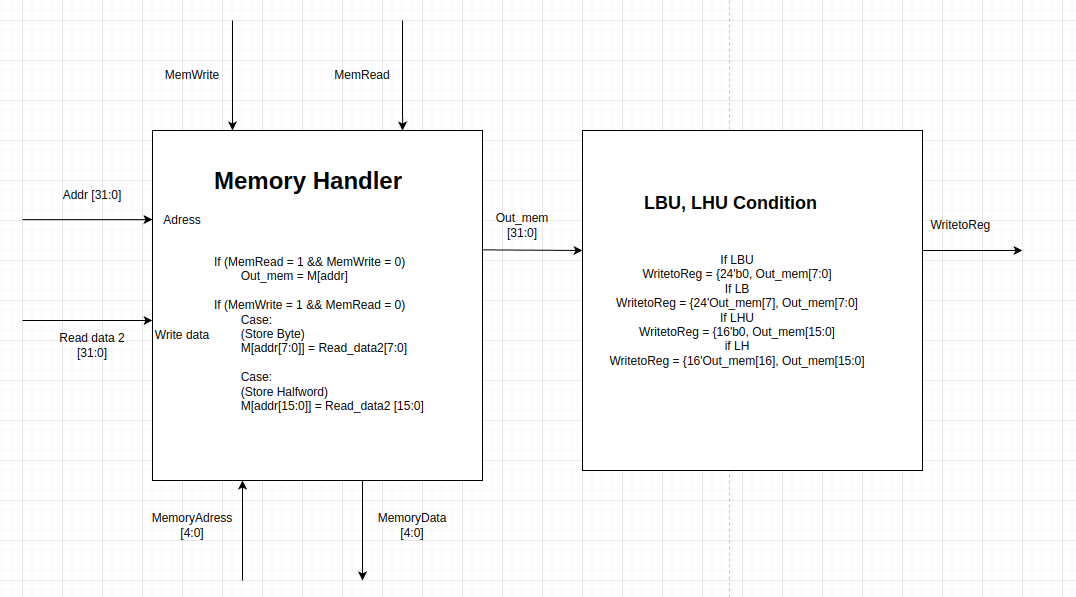 MemWrite
MemRead
Memory Handler
Addr [31:0]
Adress
If (MemRead = 1 && MemWrite = 0)
Out_mem = M[addr]
If (MemWrite = 1 && MemRead = 0)
Case:
(Store Byte)
M[addr[7:0]] = Read_data2[7:0]
Case:
(Store Halfword)
M[addr[15:0]] = Read_data2 [15:0]
Read data 2
[31:0]
Write data
MemoryAdress
[4:0]
MemoryData
[4:0]
Out_mem
[31:0]
LBU, LHU Condition
If LBU
WritetoReg = {24'b0, Out_mem[7:0]
If LB
WritetoReg = {24'Out_mem[7], Out_mem[7:0]
If LHU
WritetoReg = {16'b0, Out_mem[15:0]
if LH
WritetoReg = {16'Out_mem[16], Out_mem[15:0]
WritetoReg